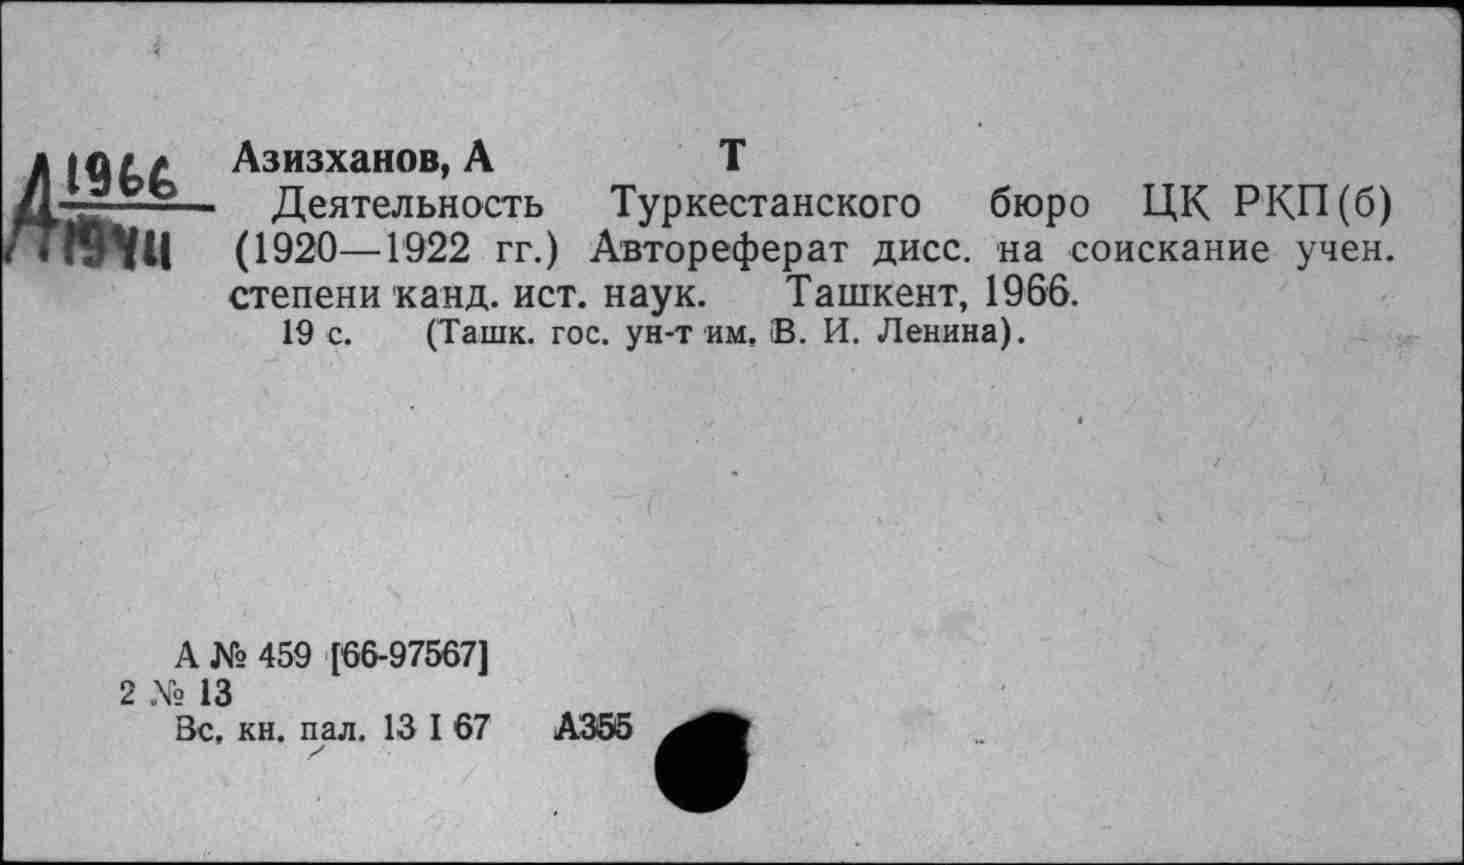 Д 1966
Азизханов, А Т
Деятельность Туркестанского бюро ЦК РКП(б)
(1920—1922 гг.) Автореферат дисс. на соискание учен.
степени канд. ист. наук. Ташкент, 1966.
19 с. (Ташк. гос. ун-т им. В. И. Ленина).
А № 459 [66-97567]
2 № 13
Вс. кн. пал. 13 I 67 А355